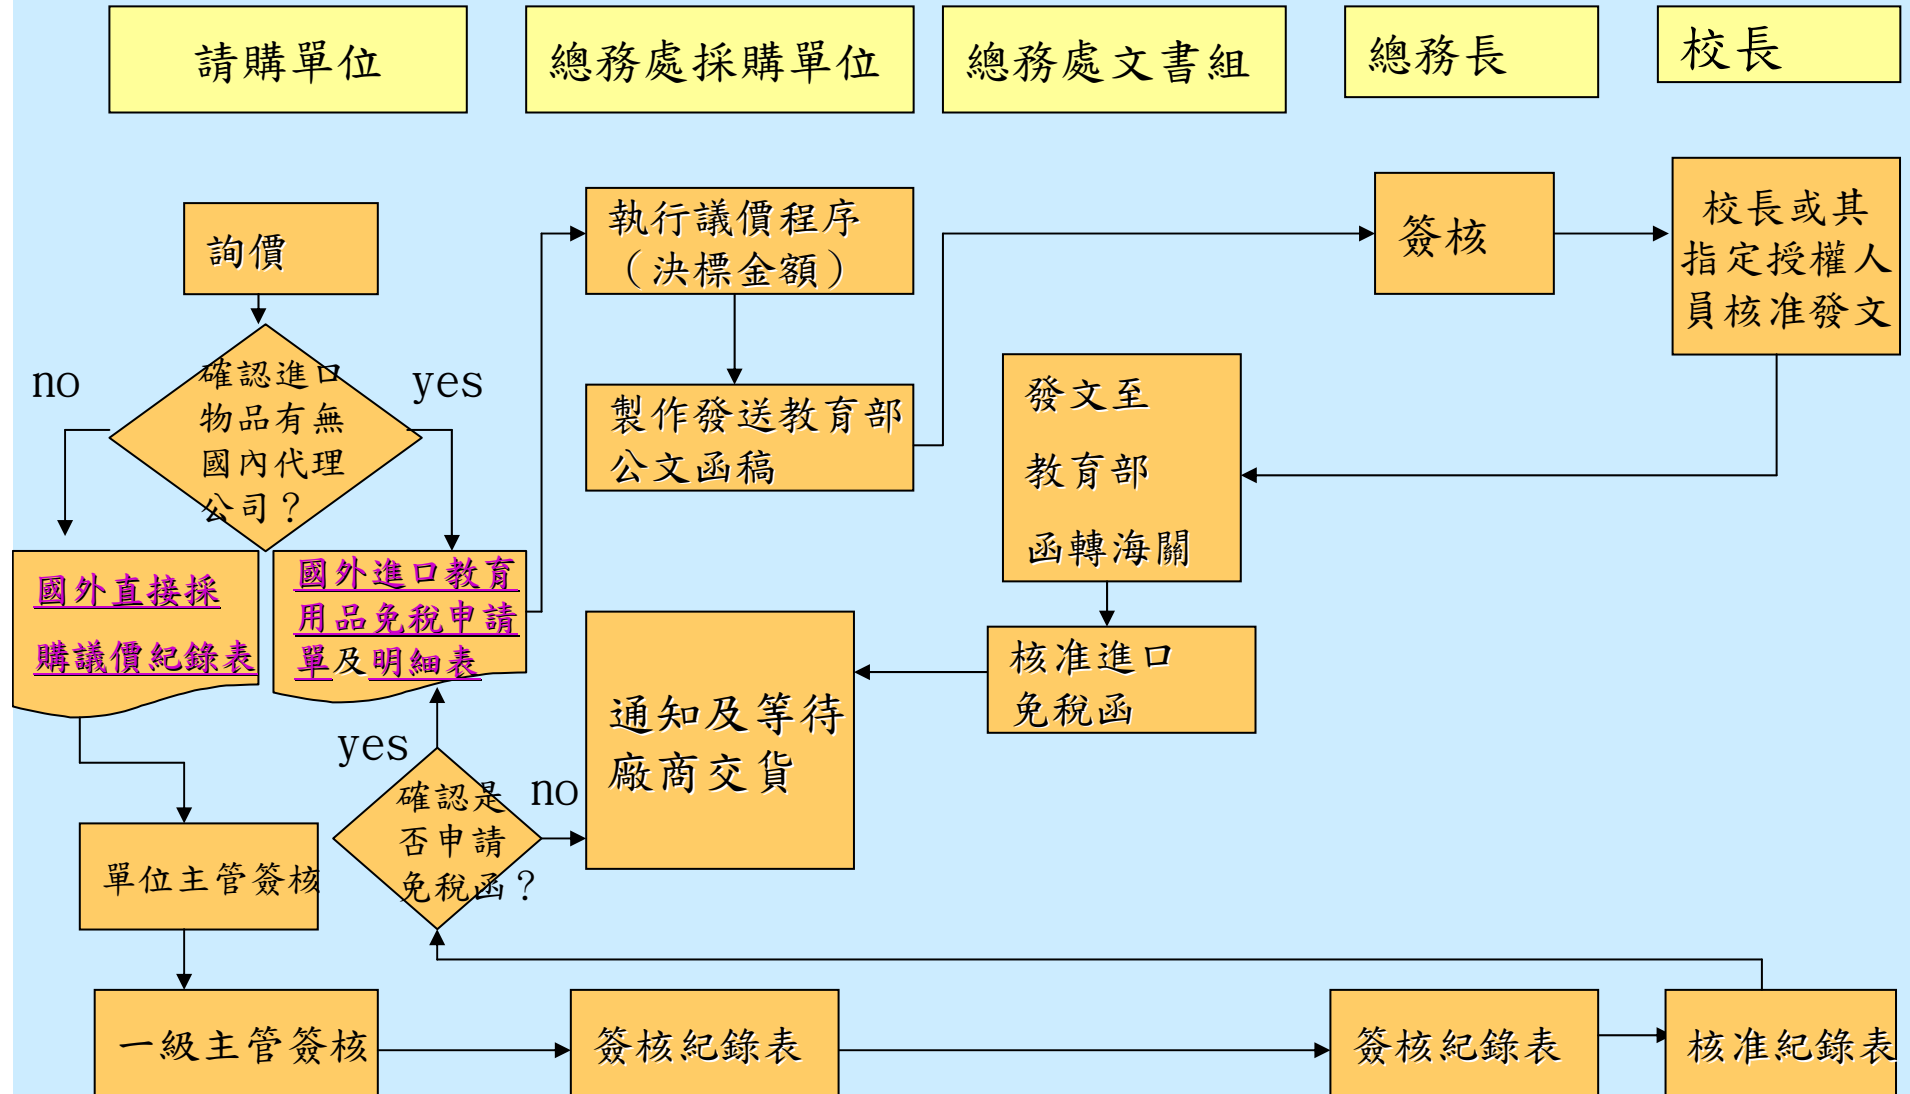 請購單位
總務處採購單位
總務處文書組
總務長
校長
詢價
執行議價程序
（決標金額）
簽核
校長或其
指定授權人
員核准發文
no
yes
確認進口
物品有無
國內代理
公司？
製作發送教育部
公文函稿
發文至
教育部
函轉海關
國外直接採
購議價紀錄表
國外進口教育
用品免稅申請
單及明細表
核准進口
免稅函
通知及等待
廠商交貨
yes
no
確認是
否申請
免稅函？
單位主管簽核
一級主管簽核
簽核紀錄表
簽核紀錄表
核准紀錄表